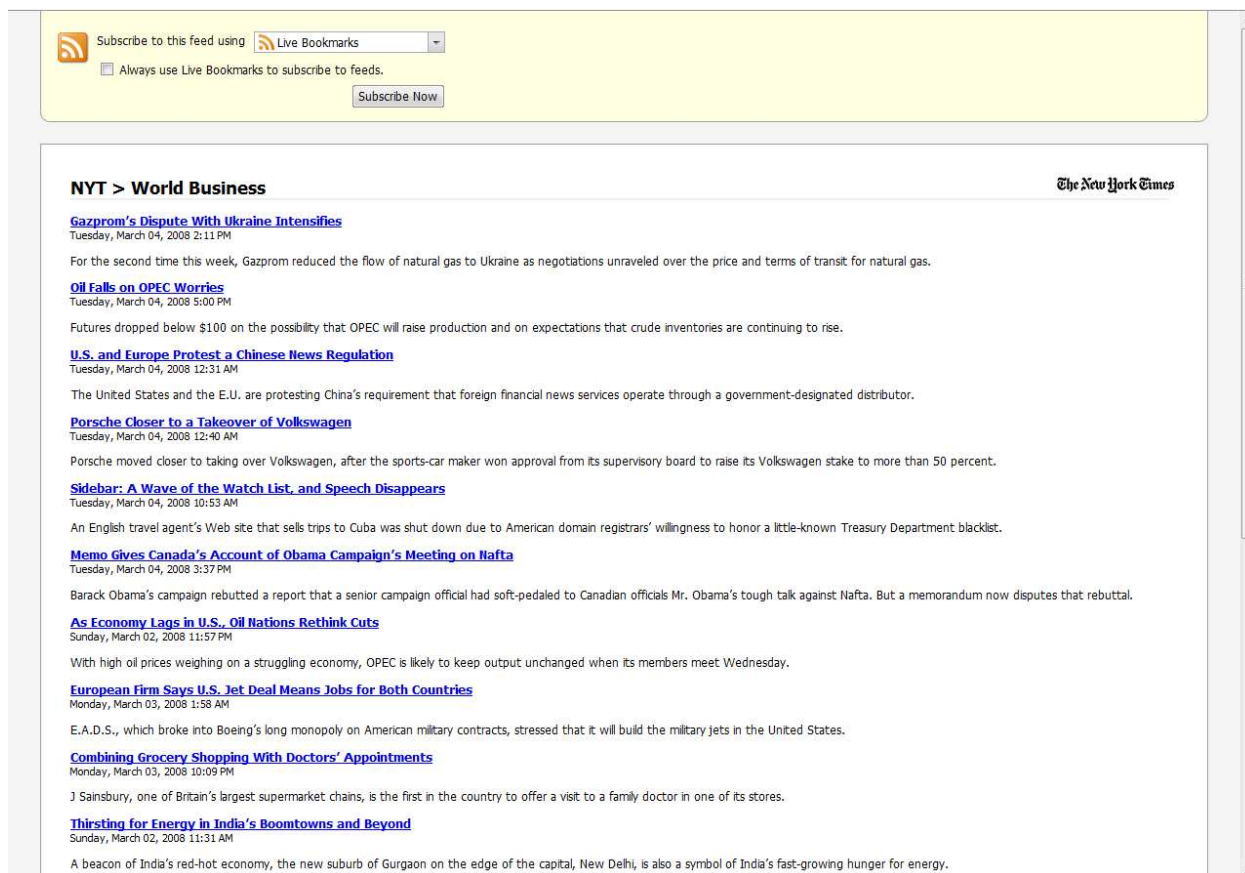 Subscribe to this feed using Live Bookmarks
Always use Live Bookmarks to subscribe to feeds.
Subscribe Now
NYT > World Business
The New York Times
Gazprom's Dispute With Ukraine Intensifies
Tuesday, March 04, 2008 2:11 PM
For the second time this week, Gazprom reduced the flow of natural gas to Ukraine as negotiations unraveled over the price and terms of transit for natural gas.
Oil Falls on OPEC Worries
Tuesday, March 04, 2008 5:00 PM
Futures dropped below $100 on the possibility that OPEC will raise production and on expectations that crude inventories are continuing to rise.
U.S. and Europe Protest a Chinese News Regulation
Tuesday, March 04, 2008 12:31 AM
The United States and the E.U. are protesting China's requirement that foreign financial news services operate through a government-designated distributor.
Porsche Closer to a Takeover of Volkswagen
Tuesday, March 04, 2008 12:40 AM
Porsche moved closer to taking over Volkswagen, after the sports-car maker won approval from its supervisory board to raise its Volkswagen stake to more than 50 percent.
Sidebar: A Wave of the Watch List, and Speech Disappears
Tuesday, March 04, 2008 10:53 AM
An English travel agent's Web site that sells trips to Cuba was shut down due to American domain registrars' willingness to honor a little-known Treasury Department blacklist.
Memo Gives Canada's Account of Obama Campaign's Meeting on Nafta
Tuesday, March 04, 2008 3:37 PM
Barack Obama's campaign rebutted a report that a senior campaign official had soft-pedaled to Canadian officials Mr. Obama's tough talk against Nafta. But a memorandum now disputes that rebuttal.
As Economy Lags in U.S., Oil Nations Rethink Cuts
Sunday, March 02, 2008 11:57 PM
With high oil prices weighing on a struggling economy, OPEC is likely to keep output unchanged when its members meet Wednesday.
European Firm Says U.S. Jet Deal Means Jobs for Both Countries
Monday, March 03, 2008 1:58 AM
E.A.D.S., which broke into Boeing's long monopoly on American military contracts, stressed that it will build the military jets in the United States.
Combining Grocery Shopping With Doctors' Appointments
Monday, March 03, 2008 10:09 PM
J Sainsbury, one of Britain's largest supermarket chains, is the first in the country to offer a visit to a family doctor in one of its stores.
Thirsting for Energy in India's Boomtowns and Beyond
Sunday, March 02, 2008 11:31 AM
A beacon of India's red-hot economy, the new suburb of Gurgaon on the edge of the capital, New Delhi, is also a symbol of India's fast-growing hunger for energy.